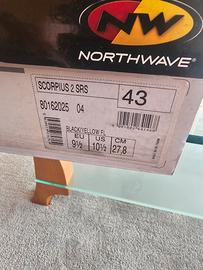 NW
NORTHWAVE®
SCORPIUS 2 SRS
80162025 04
43
BLACK/YELLOW FL
EU US CM
9½ 10½ 27,8